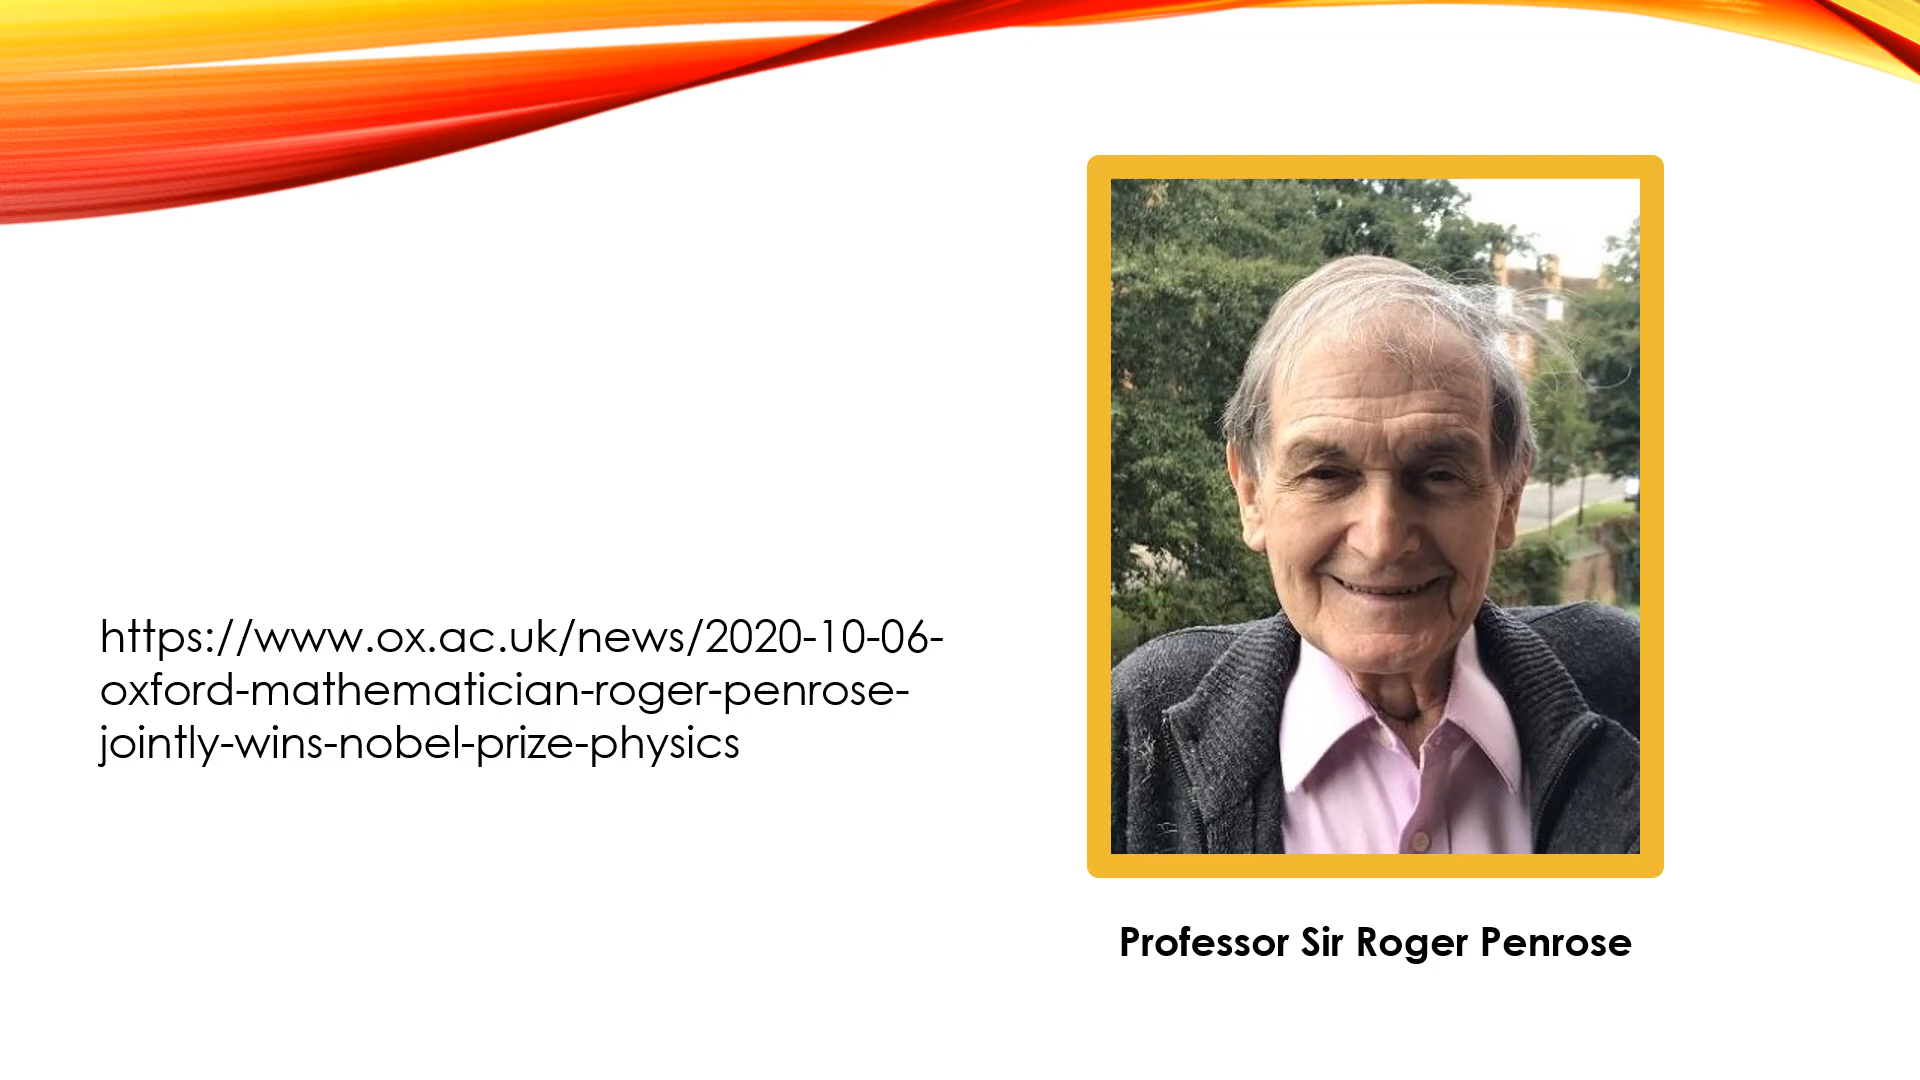 https://www.ox.ac.uk/news/2020-10-06-
oxford-mathematician-roger-penrose-
jointly-wins-nobel-prize-physics
Professor Sir Roger Penrose